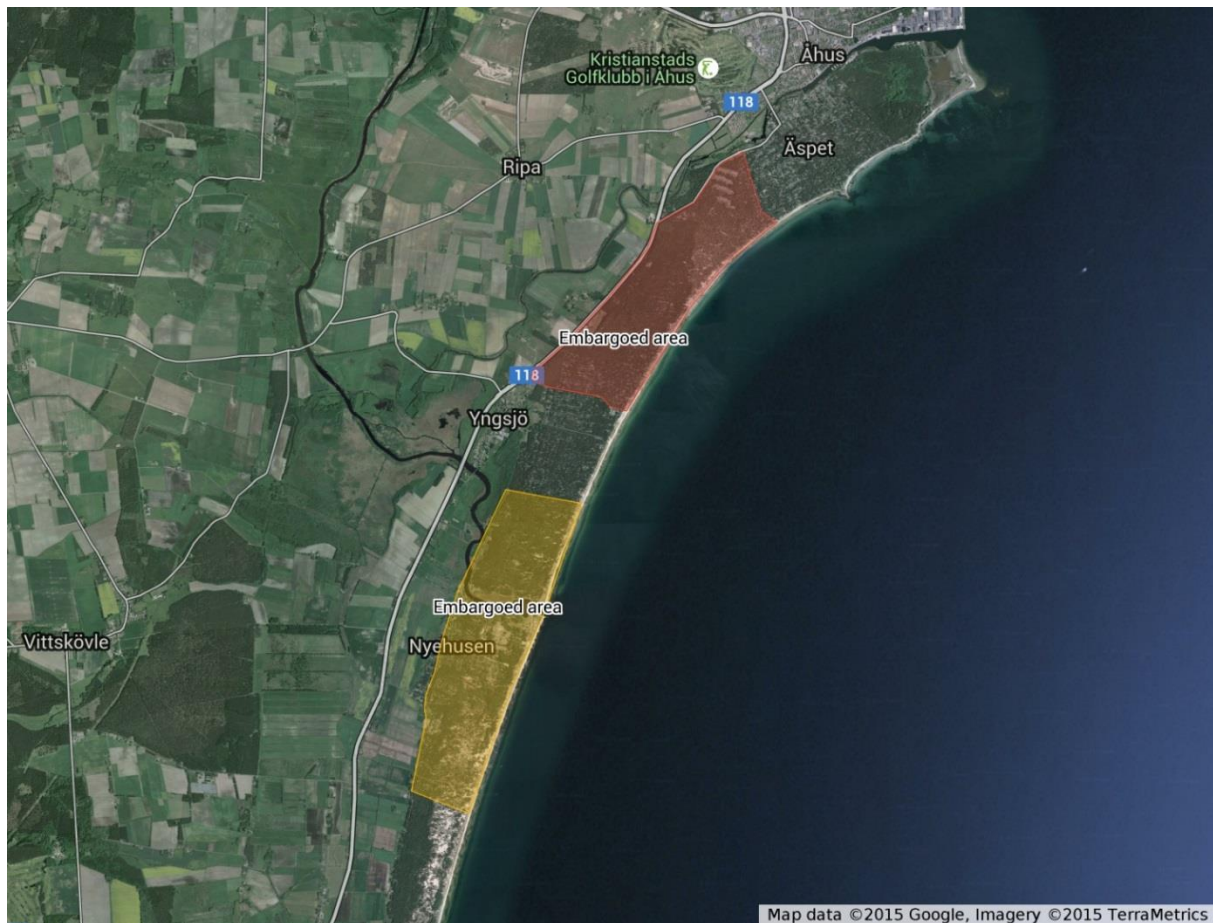 Åhus
Kristianstads
Golfklubb i Åhus
118
Äspet
Ripa
Embargoed area
118
Yngsjö
Embargoed area
Nyehusen
Vittskövle
Map data ©2015 Google, Imagery ©2015 TerraMetrics